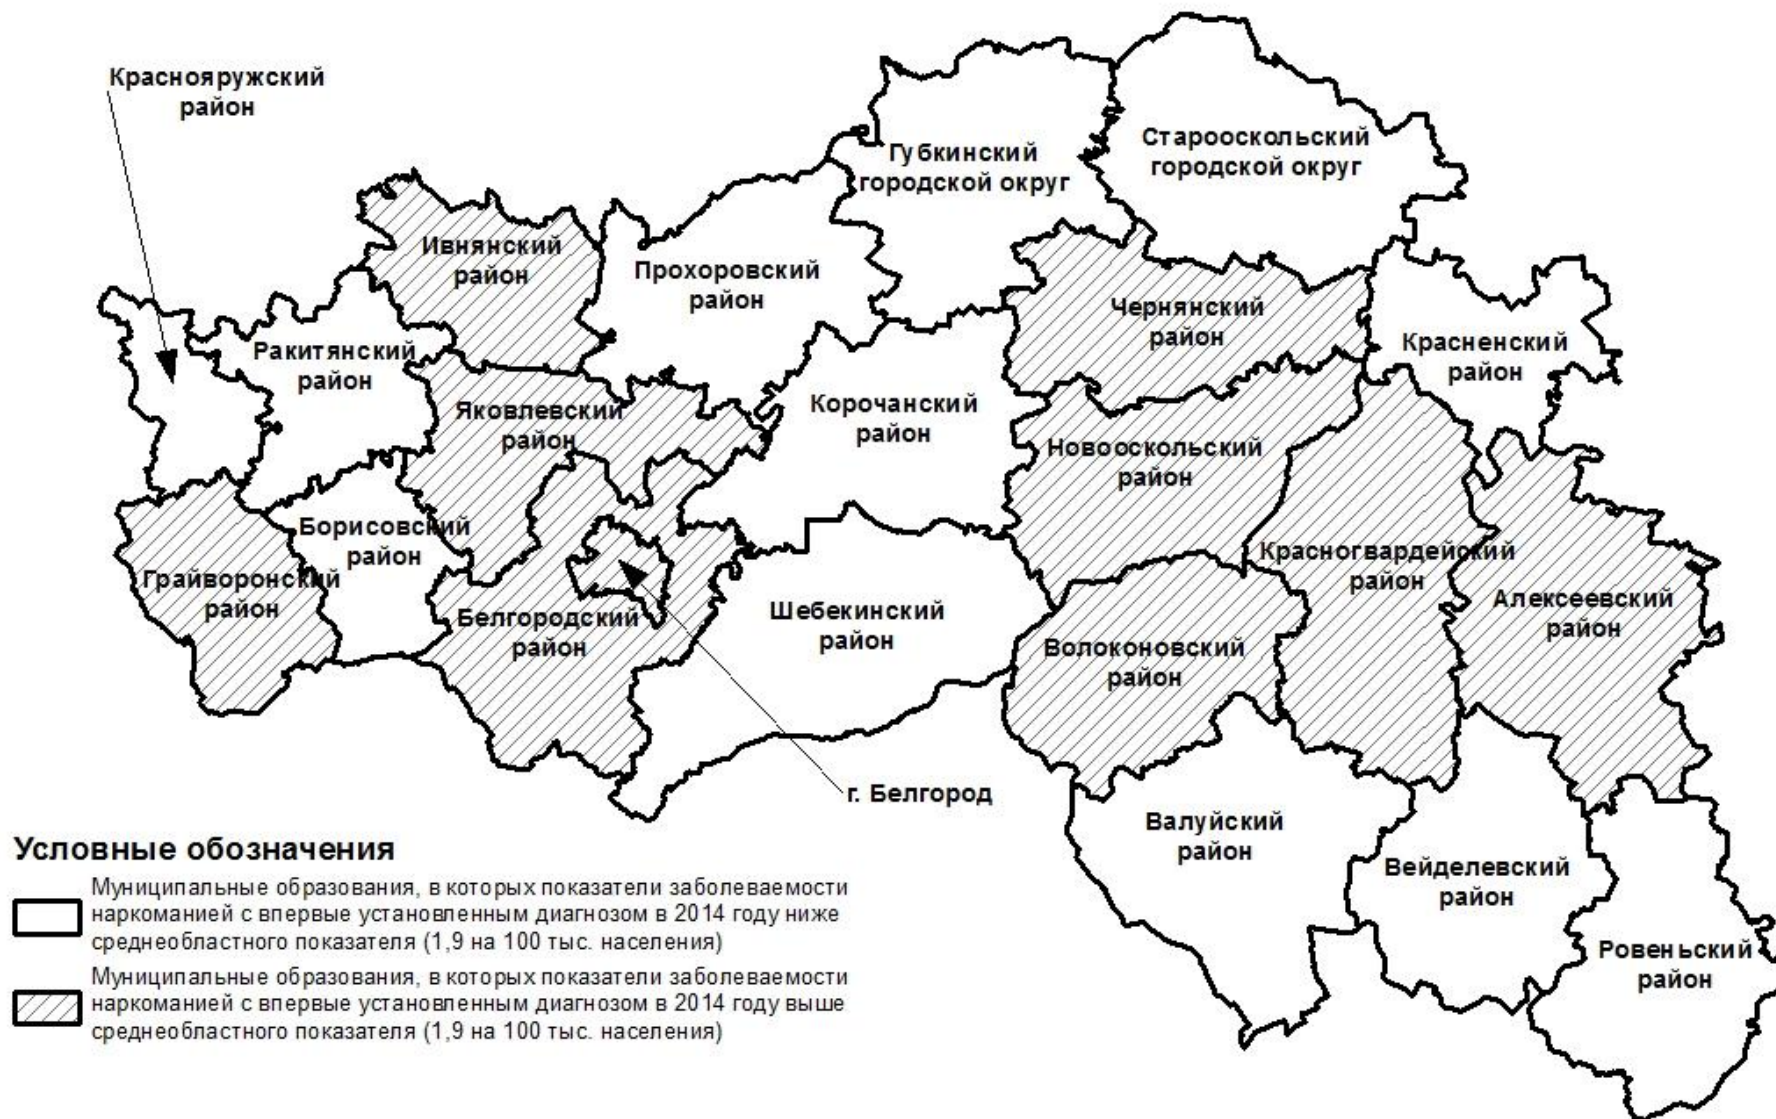 Краснояружский
район
Губкинский
городской округ
Старооскольский
городской округ
Ивнянский
район
Прохоровский
район
Чернянский
район
Красненский
район
Ракитянский
район
Яковлевский
район
Корочанский
район
Новооскольский
район
Борисовский
район
Грайворонский
район
Белгородский
район
Шебекинский
район
Красногвардейский
район
Алексеевский
район
Волоконовский
район
г. Белгород
Валуйский
район
Вейделевский
район
Ровеньский
район
Условные обозначения
Муниципальные образования, в которых показатели заболеваемости
наркоманией с впервые установленным диагнозом в 2014 году ниже
среднеобластного показателя (1,9 на 100 тыс. населения)
Муниципальные образования, в которых показатели заболеваемости
наркоманией с впервые установленным диагнозом в 2014 году выше
среднеобластного показателя (1,9 на 100 тыс. населения)